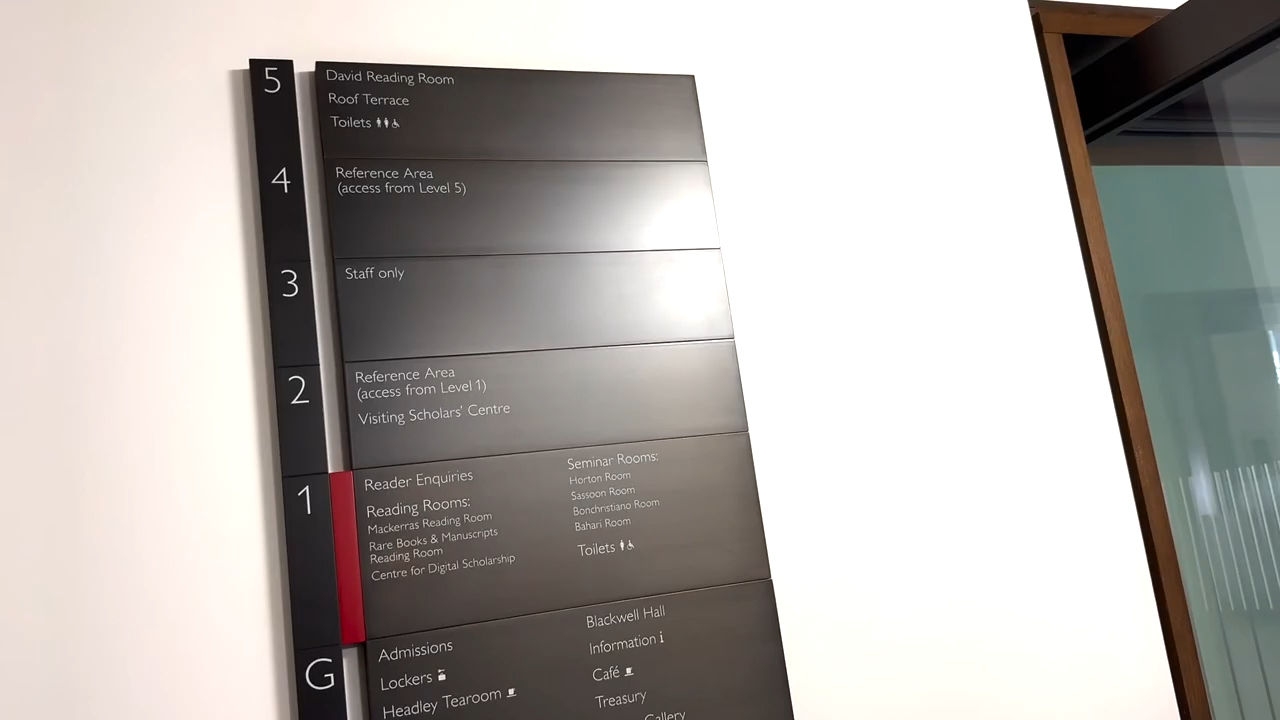 5
David Reading Room
Roof Terrace
Toilets
4
Reference Area
(access from Level 5)
3
Staff only
2
Reference Area
(access from Level 1)
Visiting Scholars' Centre
1
Reader Enquiries
Reading Rooms:
Mackerras Reading Room
Rare Books & Manuscripts
Reading Room
Centre for Digital Scholarship
Seminar Rooms:
Horton Room
Sassoon Room
Bonchristiano Room
Bahari Room
Toilets
G
Admissions
Lockers
Headley Tearoom
Blackwell Hall
Information i
Café
Treasury
Gallery